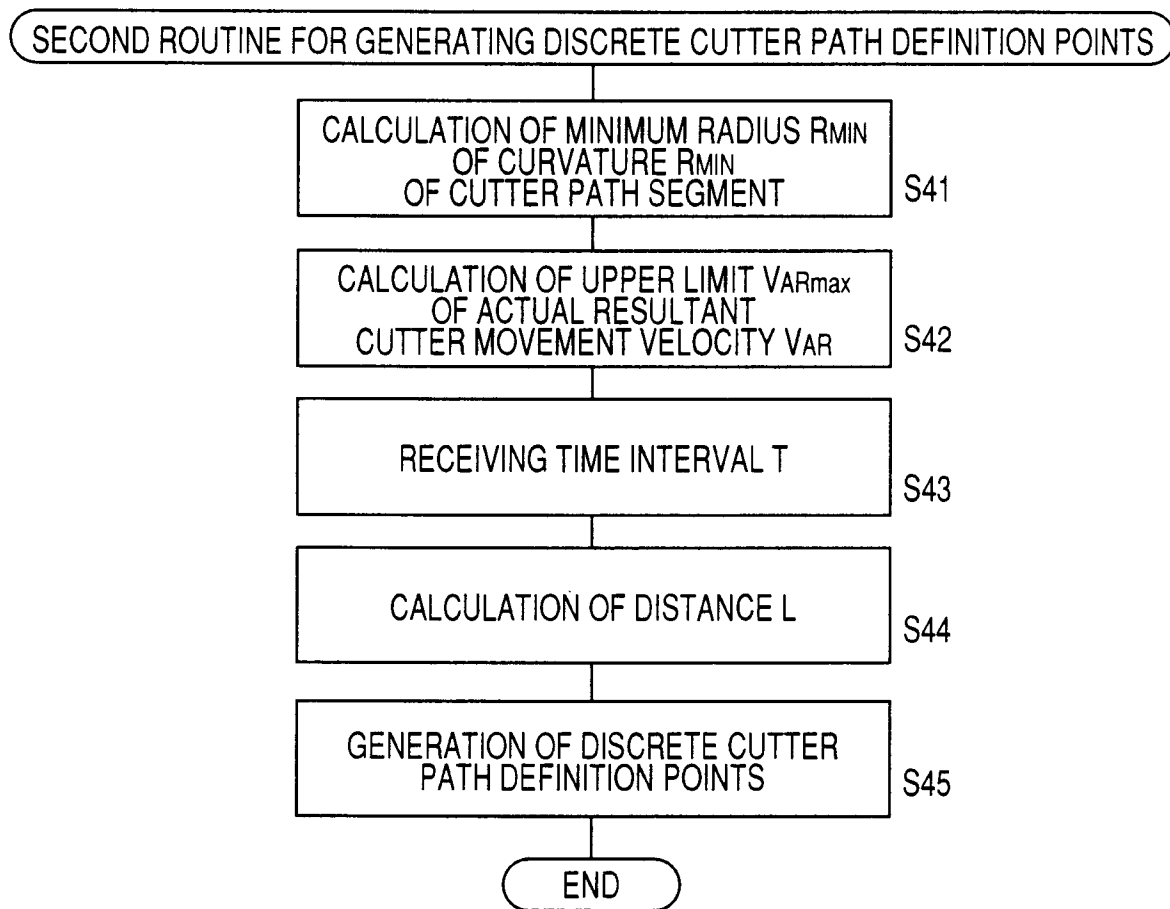 SECOND ROUTINE FOR GENERATING DISCRETE CUTTER PATH DEFINITION POINTS
CALCULATION OF MINIMUM RADIUS RMIN
OF CURVATURE RMIN
OF CUTTER PATH SEGMENT
S41
CALCULATION OF UPPER LIMIT VARmax
OF ACTUAL RESULTANT
CUTTER MOVEMENT VELOCITY VAR
S42
RECEIVING TIME INTERVAL T
S43
CALCULATION OF DISTANCE L
S44
GENERATION OF DISCRETE CUTTER
PATH DEFINITION POINTS
S45
END